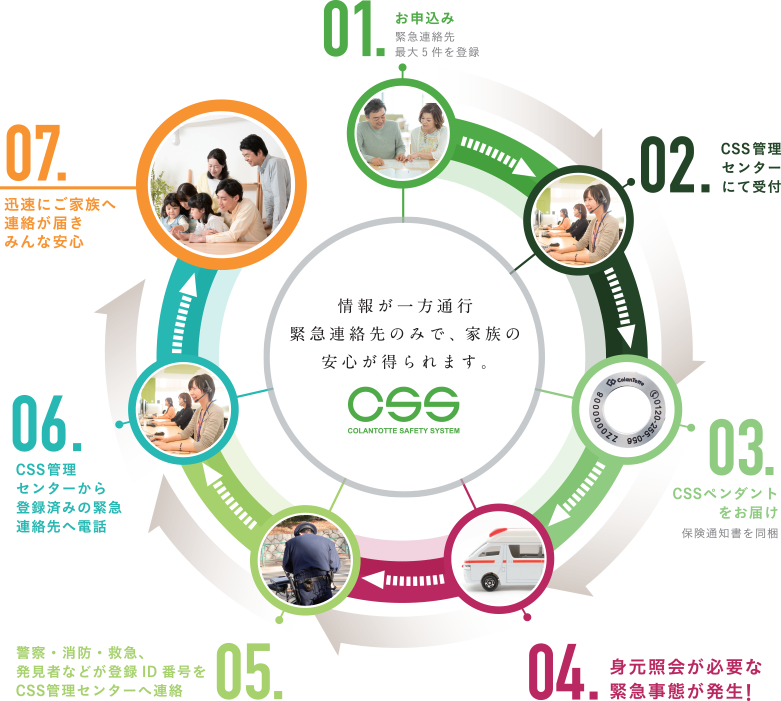 01.
お申込み
緊急連絡先
最大5件を登録
02.
CSS管理
センター
にて受付
ColanTotte
0120-255-056
ZZ0000008
03.
CSSペンダント
をお届け
保険通知書を同梱
04.
身元照会が必要な
緊急事態が発生!
05.
警察・消防・救急、
発見者などが登録ID番号を
CSS管理センターへ連絡
06.
CSS管理
センターから
登録済みの緊急
連絡先へ電話
07.
迅速にご家族へ
連絡が届き
みんな安心
情報が一方通行
緊急連絡先のみで、家族の
安心が得られます。
CSS
COLANTOTTE SAFETY SYSTEM